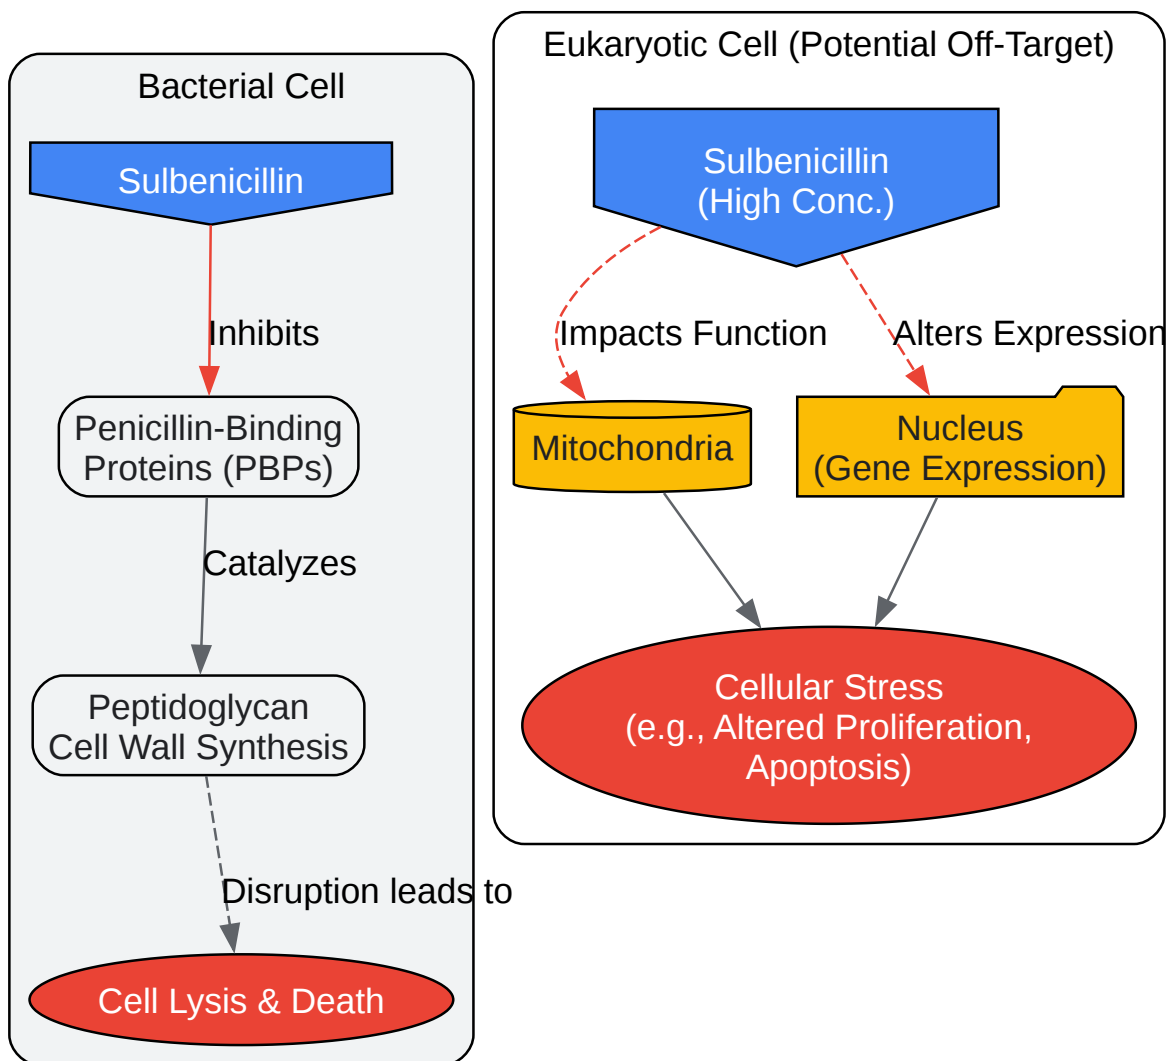 Bacterial Cell
Sulbenicillin
Inhibits
Penicillin-Binding
Proteins (PBPs)
Catalyzes
Peptidoglycan
Cell Wall Synthesis
Disruption leads to
Cell Lysis & Death
Eukaryotic Cell (Potential Off-Target)
Sulbenicillin
(High Conc.)
Impacts Function
Alters Expression
Mitochondria
Nucleus
(Gene Expression)
Cellular Stress
(e.g., Altered Proliferation,
Apoptosis)